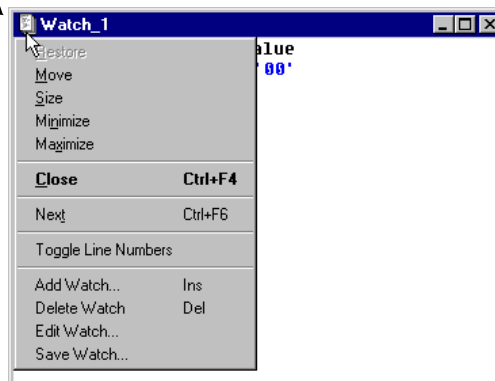 Watch_1
Restore
alue
Move
'00'
Size
Minimize
Maximize
Close Ctrl+F4
Next Ctrl+F6
Toggle Line Numbers
Add Watch... Ins
Delete Watch Del
Edit Watch...
Save Watch...